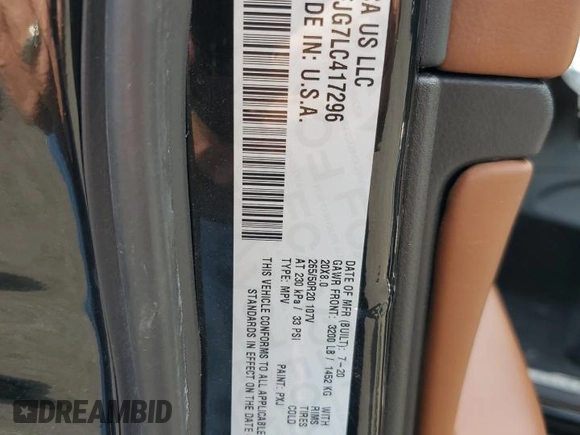 CA US LLC
JG7LC417296
DE IN: U.S.A.
DATE OF MFR (BUILT): 7-20
GAWR FRONT: 3200 LB / 1452 KG WITH
20X8.0 RIMS
265/50R20 107V TIRES
AT 230 kPa / 33 PSI COLD
TYPE: MPV PAINT: PXJ
THIS VEHICLE CONFORMS TO ALL APPLICABLE
STANDARDS IN EFFECT ON THE DATE
DREAMBID